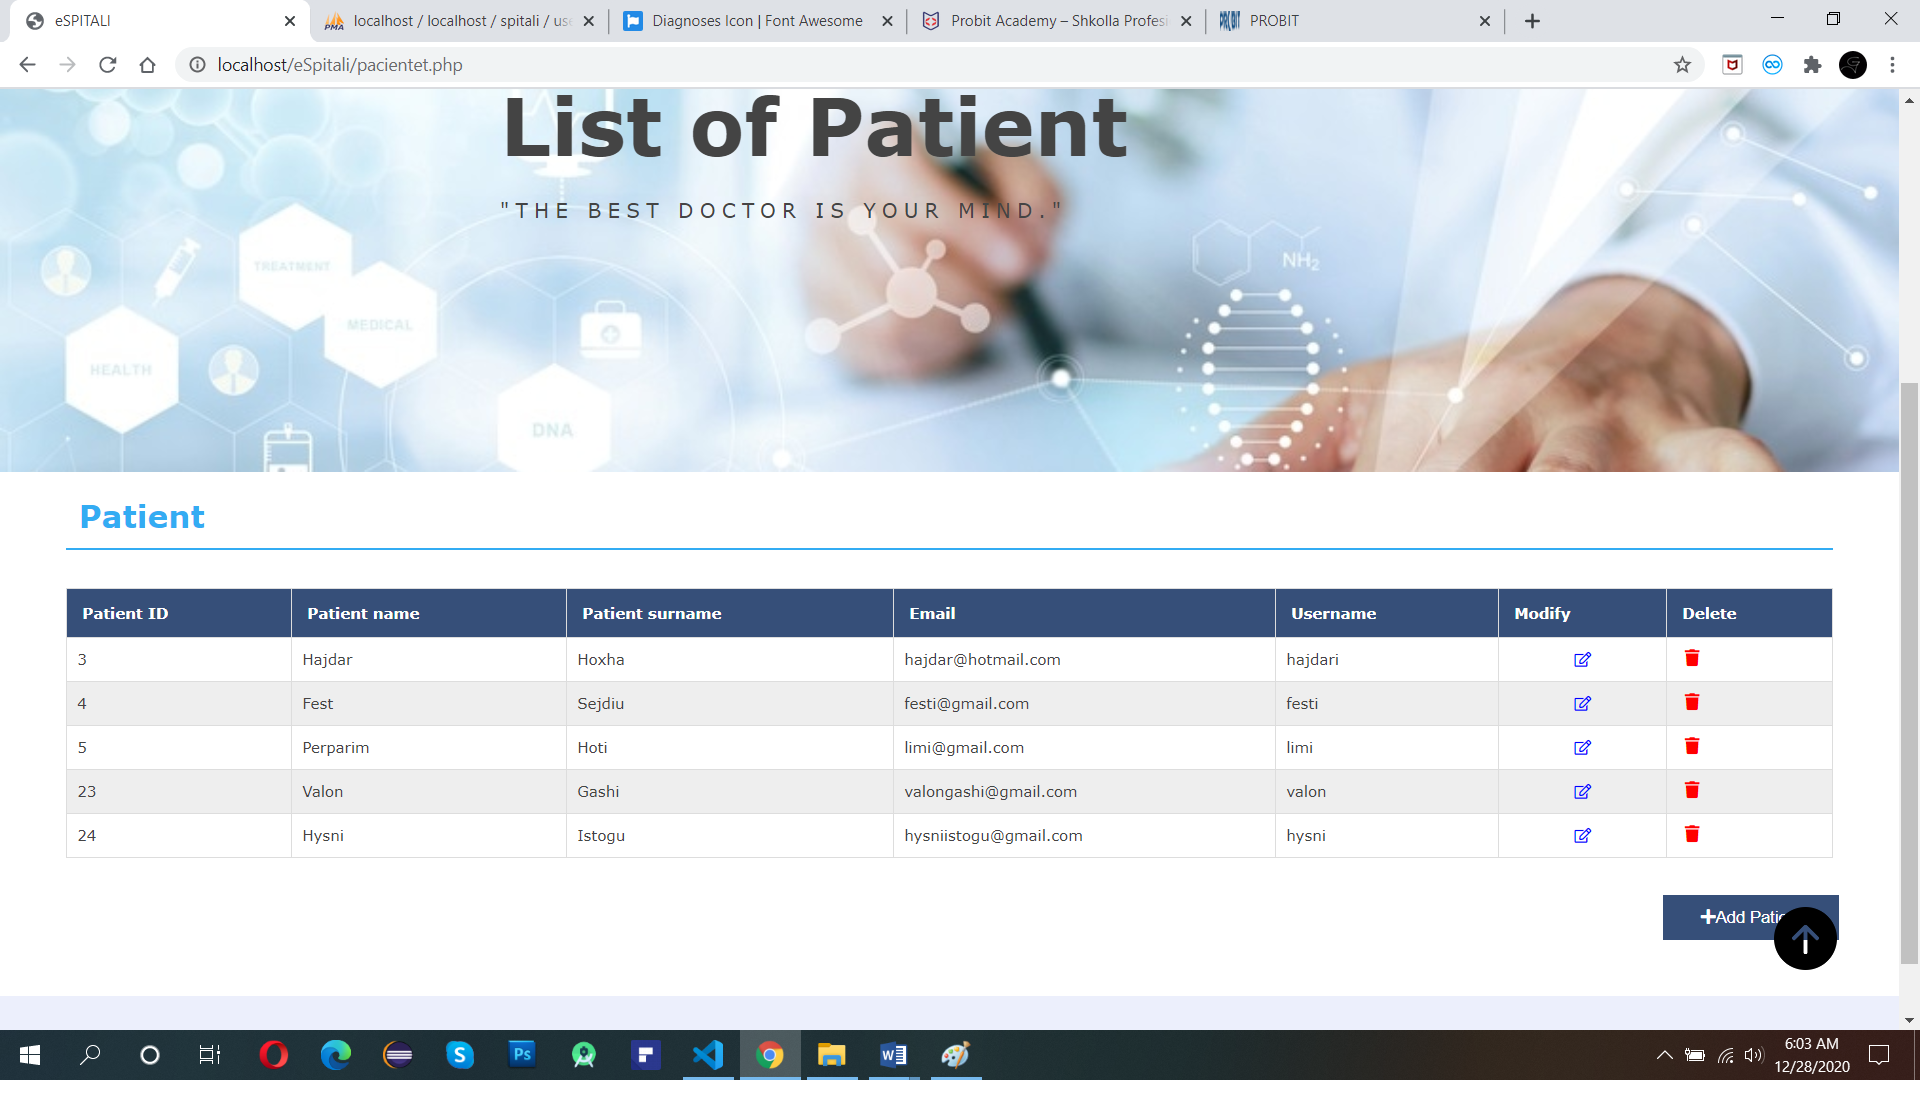 eSPITALI
localhost / localhost / spitali / us
Diagnoses Icon | Font Awesome
Probit Academy – Shkolla Profesi
PROBIT
localhost/eSpitali/pacientet.php
List of Patient
"THE BEST DOCTOR IS YOUR MIND."
TREATMENT
NH₂
MEDICAL
HEALTH
DNA
Patient
Patient ID Patient name Patient surname Email Username Modify Delete
3 Hajdar Hoxha hajdar@hotmail.com hajdari
4 Fest Sejdiu festi@gmail.com festi
5 Perparim Hoti limi@gmail.com limi
23 Valon Gashi valongashi@gmail.com valon
24 Hysni Istogu hysniistogu@gmail.com hysni
Add Pati
6:03 AM
12/28/2020